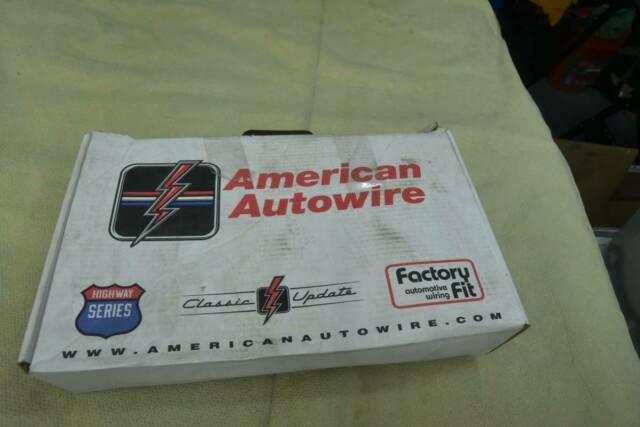 American
Autowire
HIGHWAY
SERIES
Classic Update
Factory
automotive
wiring Fit
WWW.AMERICANAUTOWIRE.COM